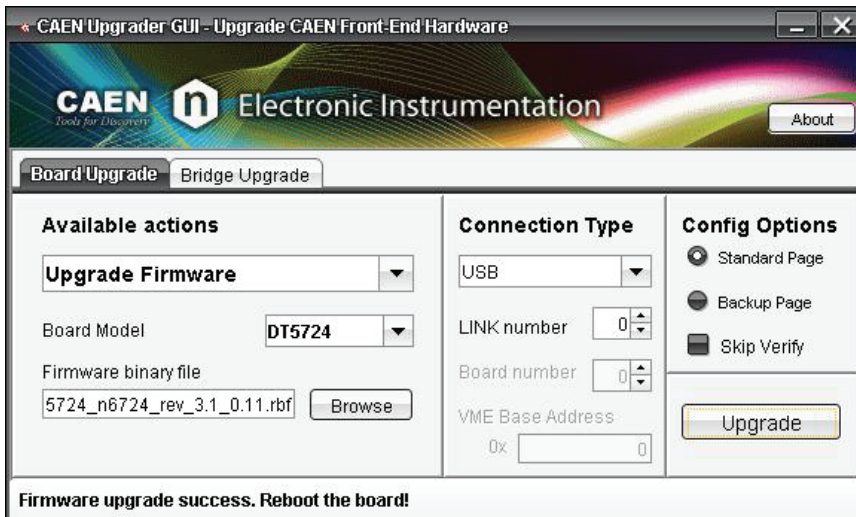 CAEN Upgrader GUI - Upgrade CAEN Front-End Hardware
CAEN n Electronic Instrumentation
Tools for Discovery
About
Board Upgrade
Bridge Upgrade
Available actions
Upgrade Firmware
Board Model
DT5724
Firmware binary file
5724_n6724_rev_3.1_0.11.rbf
Browse
Connection Type
USB
LINK number
0
Board number
0
VME Base Address
0x
0
Config Options
Standard Page
Backup Page
Skip Verify
Upgrade
Firmware upgrade success. Reboot the board!